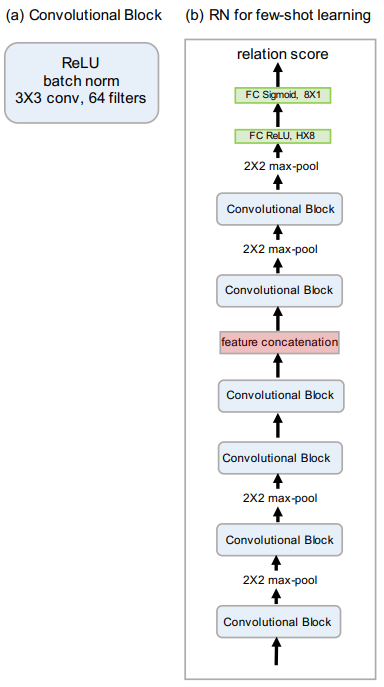 (a) Convolutional Block
ReLU
batch norm
3X3 conv, 64 filters
(b) RN for few-shot learning
relation score
FC Sigmoid, 8X1
FC ReLU, HX8
2X2 max-pool
Convolutional Block
2X2 max-pool
Convolutional Block
feature concatenation
Convolutional Block
Convolutional Block
2X2 max-pool
Convolutional Block
2X2 max-pool
Convolutional Block